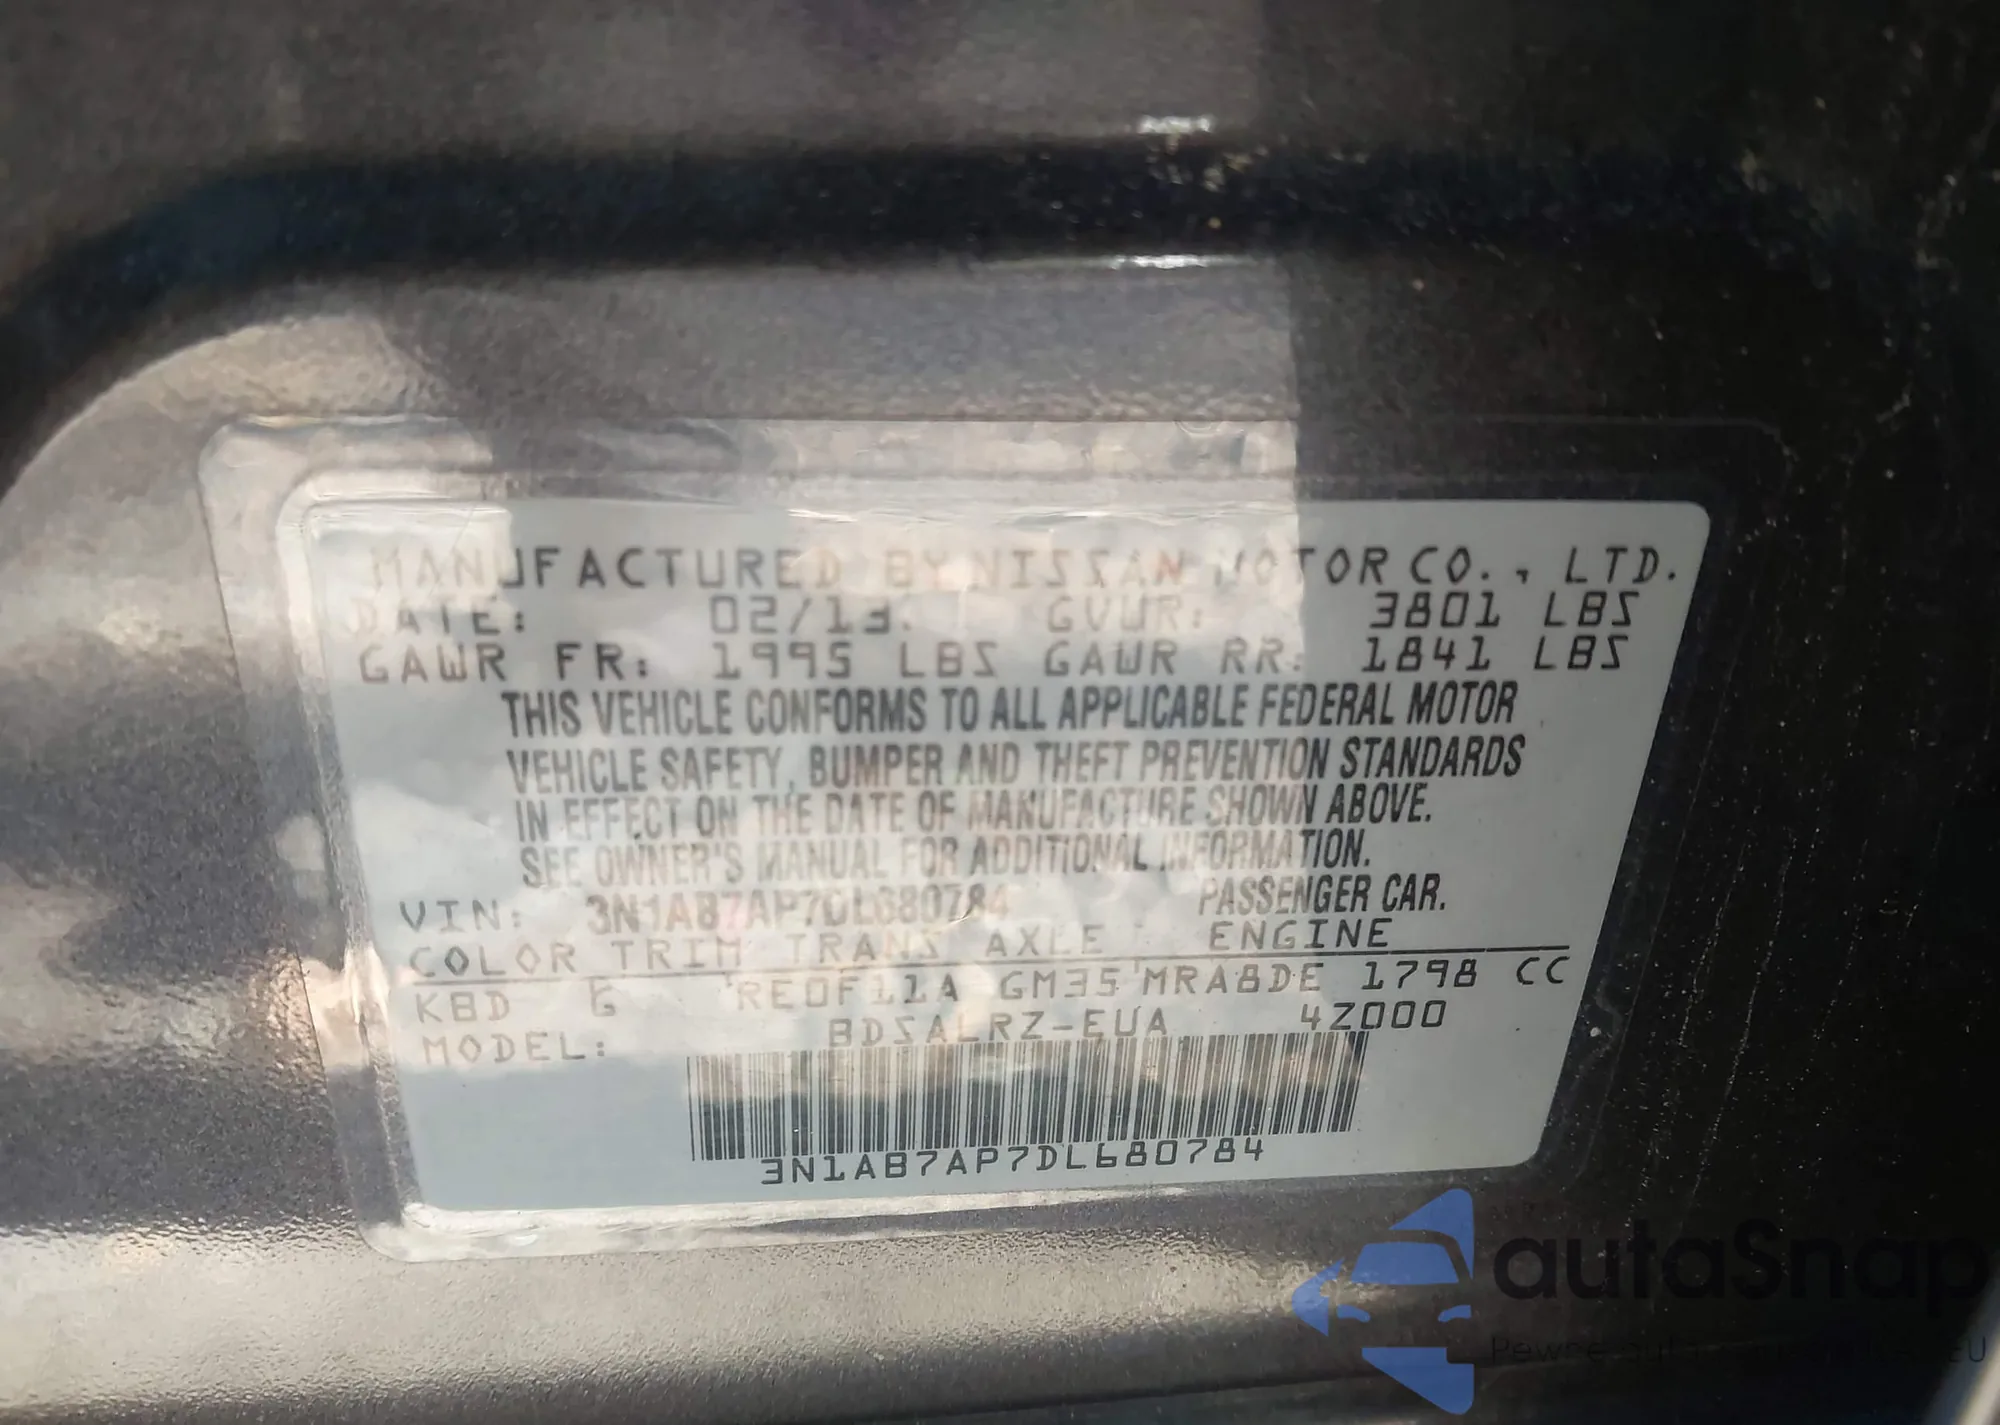 MANUFACTURED BY NISSAN MOTOR CO., LTD.
DATE: 02/13. GVWR: 3801 LBS
GAWR FR: 1995 LBS GAWR RR: 1841 LBS
THIS VEHICLE CONFORMS TO ALL APPLICABLE FEDERAL MOTOR
VEHICLE SAFETY, BUMPER AND THEFT PREVENTION STANDARDS
IN EFFECT ON THE DATE OF MANUFACTURE SHOWN ABOVE.
SEE OWNER'S MANUAL FOR ADDITIONAL INFORMATION.
VIN: 3N1AB7AP7DL680784 PASSENGER CAR.
COLOR TRIM TRANS AXLE ENGINE
KBD G RE0F11A GM35 MRA8DE 1798 CC
MODEL: BDSALRZ-EUA 4Z000
3N1AB7AP7DL680784
autaSnap
Pewne auta